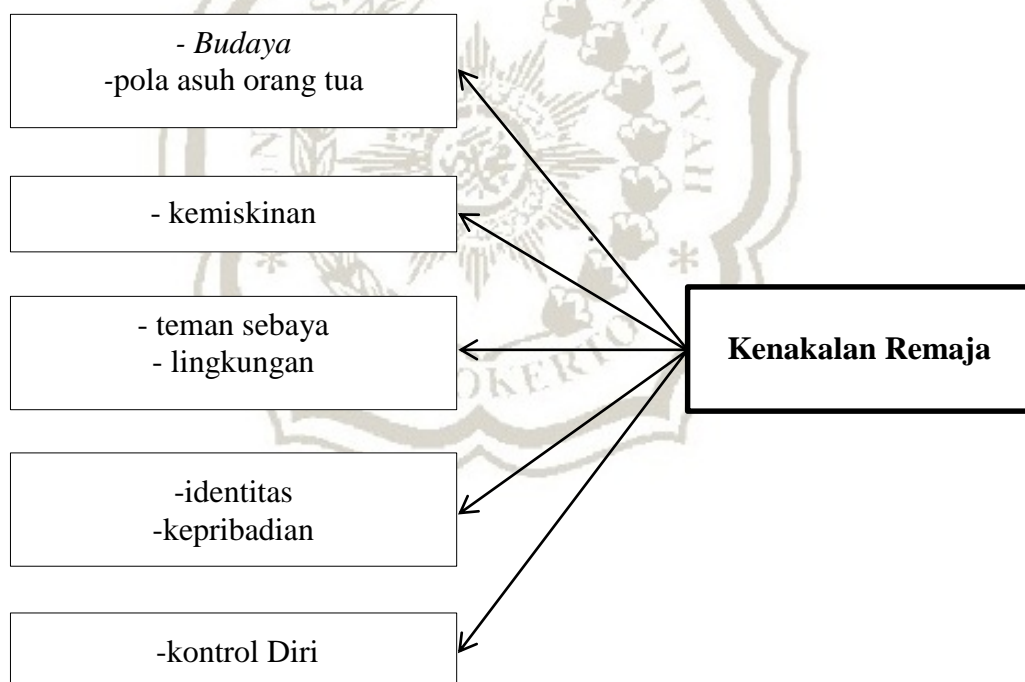 - Budaya
-pola asuh orang tua
- kemiskinan
- teman sebaya
- lingkungan
Kenakalan Remaja
-identitas
-kepribadian
-kontrol Diri